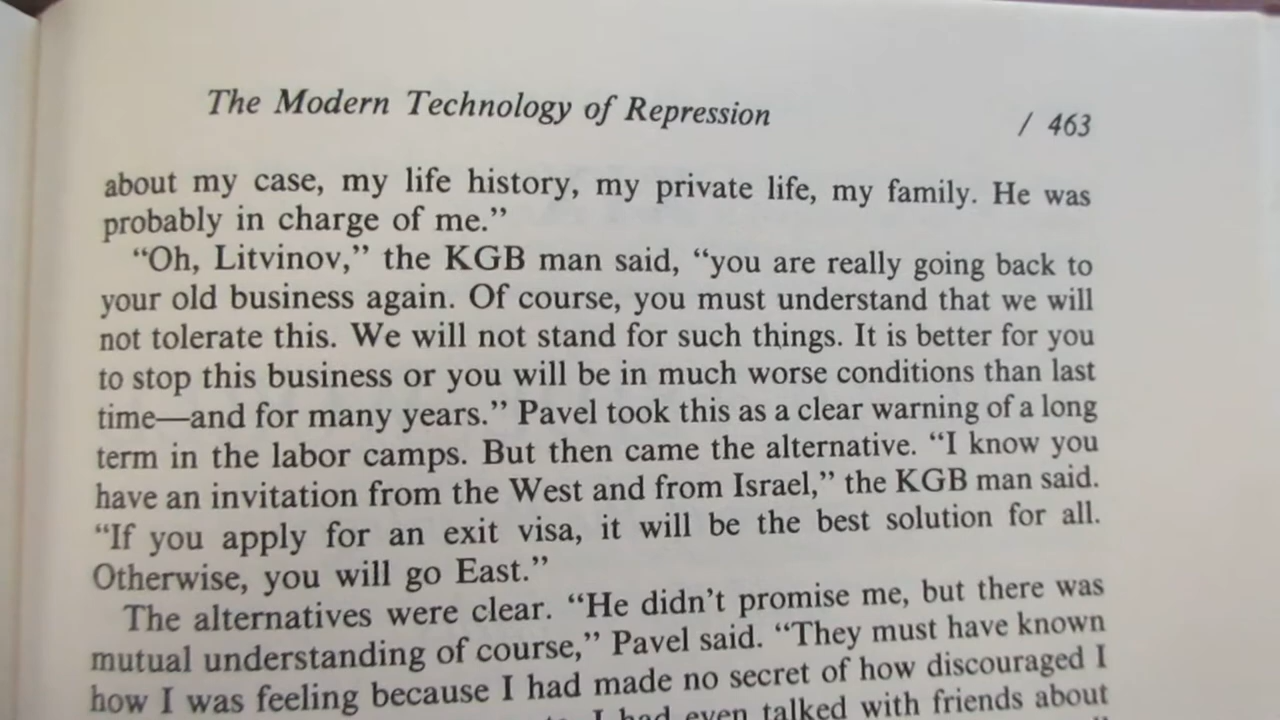 The Modern Technology of Repression / 463
about my case, my life history, my private life, my family. He was
probably in charge of me.”
“Oh, Litvinov,” the KGB man said, “you are really going back to
your old business again. Of course, you must understand that we will
not tolerate this. We will not stand for such things. It is better for you
to stop this business or you will be in much worse conditions than last
time—and for many years.” Pavel took this as a clear warning of a long
term in the labor camps. But then came the alternative. “I know you
have an invitation from the West and from Israel,” the KGB man said.
“If you apply for an exit visa, it will be the best solution for all.
Otherwise, you will go East.”
The alternatives were clear. “He didn’t promise me, but there was
mutual understanding of course,” Pavel said. “They must have known
how I was feeling because I had made no secret of how discouraged I
I had even talked with friends about